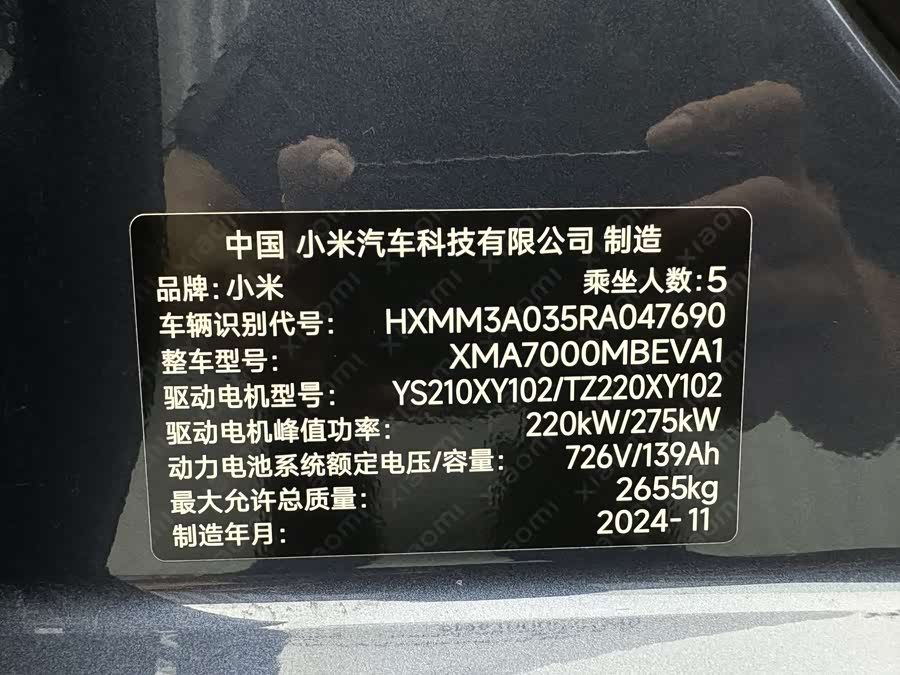 中国 小米汽车科技有限公司 制造
品牌:小米 乘坐人数:5
车辆识别代号: HXMM3A035RA047690
整车型号: XMA7000MBEVA1
驱动电机型号: YS210XY102/TZ220XY102
驱动电机峰值功率: 220kW/275kW
动力电池系统额定电压/容量: 726V/139Ah
最大允许总质量: 2655kg
制造年月: 2024-11